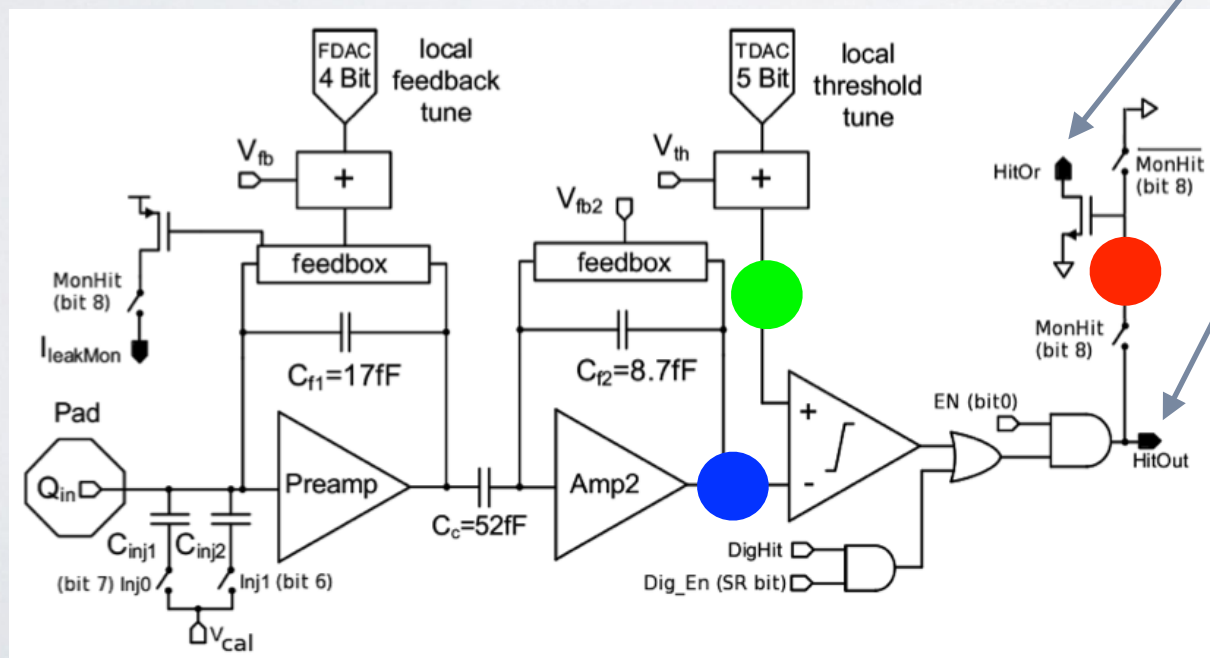 FDAC
4 Bit
local
feedback
tune
TDAC
5 Bit
local
threshold
tune
Vfb
+
Vth
+
Vfb2
HitOr
MonHit
(bit 8)
feedbox
feedbox
MonHit
(bit 8)
IleakMon
Cf1=17fF
Cf2=8.7fF
MonHit
(bit 8)
Pad
Qin
Preamp
Cc=52fF
Amp2
+
-
EN (bit0)
HitOut
Cinj1
Cinj2
(bit 7) Inj0
Inj1 (bit 6)
Vcal
DigHit
Dig_En (SR bit)